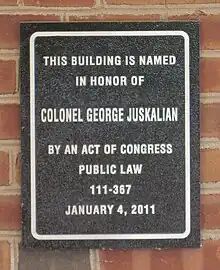 THIS BUILDING IS NAMED
IN HONOR OF
COLONEL GEORGE JUSKALIAN
BY AN ACT OF CONGRESS
PUBLIC LAW
111-367
JANUARY 4, 2011